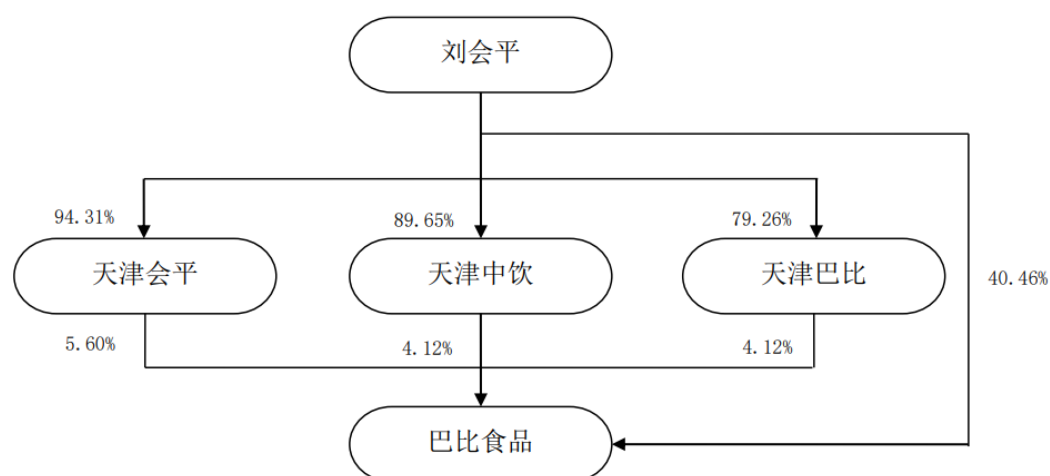 刘会平
94.31%
89.65%
79.26%
天津会平
天津中饮
天津巴比
40.46%
5.60%
4.12%
4.12%
巴比食品